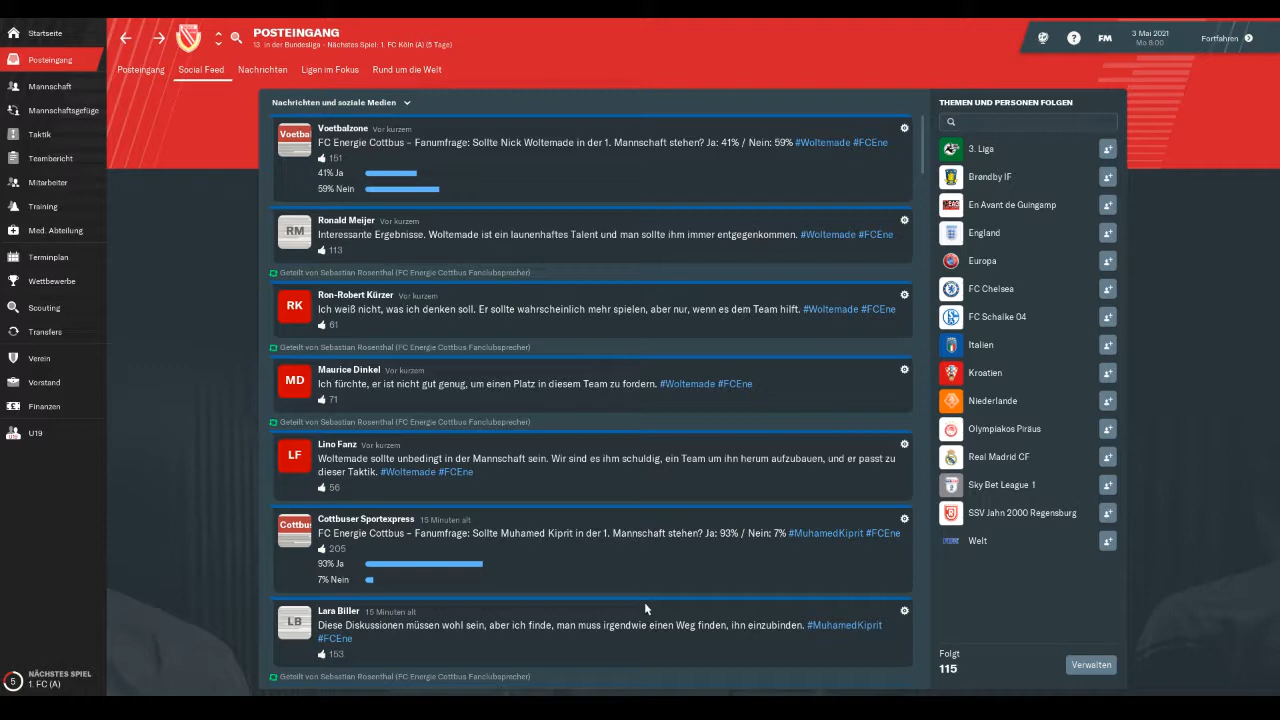 Startseite
Posteingang
Mannschaft
Mannschaftsgefüge
Taktik
Teambericht
Mitarbeiter
Training
Med. Abteilung
Terminplan
Wettbewerbe
Scouting
Transfers
Verein
Vorstand
Finanzen
U19
U19
5
NÄCHSTES SPIEL
1. FC (A)
POSTEINGANG
13. in der Bundesliga - Nächstes Spiel: 1. FC Köln (A) (5 Tage)
? FM
3 Mai 2021
Mo 8:00
Fortfahren
Posteingang Social Feed Nachrichten Ligen im Fokus Rund um die Welt
Nachrichten und soziale Medien
Voetba
Voetbalzone Vor kurzem
FC Energie Cottbus – Fanumfrage: Sollte Nick Woltemade in der 1. Mannschaft stehen? Ja: 41% / Nein: 59% #Woltemade #FCEne
151
41% Ja
59% Nein
RM
Ronald Meijer Vor kurzem
Interessante Ergebnisse. Woltemade ist ein launenhaftes Talent und man sollte ihm immer entgegenkommen. #Woltemade #FCEne
113
Geteilt von Sebastian Rosenthal (FC Energie Cottbus Fanclubsprecher)
RK
Ron-Robert Kürzer Vor kurzem
Ich weiß nicht, was ich denken soll. Er sollte wahrscheinlich mehr spielen, aber nur, wenn es dem Team hilft. #Woltemade #FCEne
61
Geteilt von Sebastian Rosenthal (FC Energie Cottbus Fanclubsprecher)
MD
Maurice Dinkel Vor kurzem
Ich fürchte, er ist nicht gut genug, um einen Platz in diesem Team zu fordern. #Woltemade #FCEne
71
Geteilt von Sebastian Rosenthal (FC Energie Cottbus Fanclubsprecher)
LF
Lino Fanz Vor kurzem
Woltemade sollte unbedingt in der Mannschaft sein. Wir sind es ihm schuldig, ein Team um ihn herum aufzubauen, und er passt zu
dieser Taktik. #Woltemade #FCEne
56
Cottbu
Cottbuser Sportexpress 15 Minuten alt
FC Energie Cottbus – Fanumfrage: Sollte Muhamed Kiprit in der 1. Mannschaft stehen? Ja: 93% / Nein: 7% #MuhamedKiprit #FCEne
205
93% Ja
7% Nein
LB
Lara Biller 15 Minuten alt
Diese Diskussionen müssen wohl sein, aber ich finde, man muss irgendwie einen Weg finden, ihn einzubinden. #MuhamedKiprit
#FCEne
153
Geteilt von Sebastian Rosenthal (FC Energie Cottbus Fanclubsprecher)
THEMEN UND PERSONEN FOLGEN
3. Liga
Brøndby IF
En Avant de Guingamp
England
Europa
FC Chelsea
FC Schalke 04
Italien
Kroatien
Niederlande
Olympiakos Piräus
Real Madrid CF
Sky Bet League 1
SSV Jahn 2000 Regensburg
Welt
Folgt
115
Verwalten